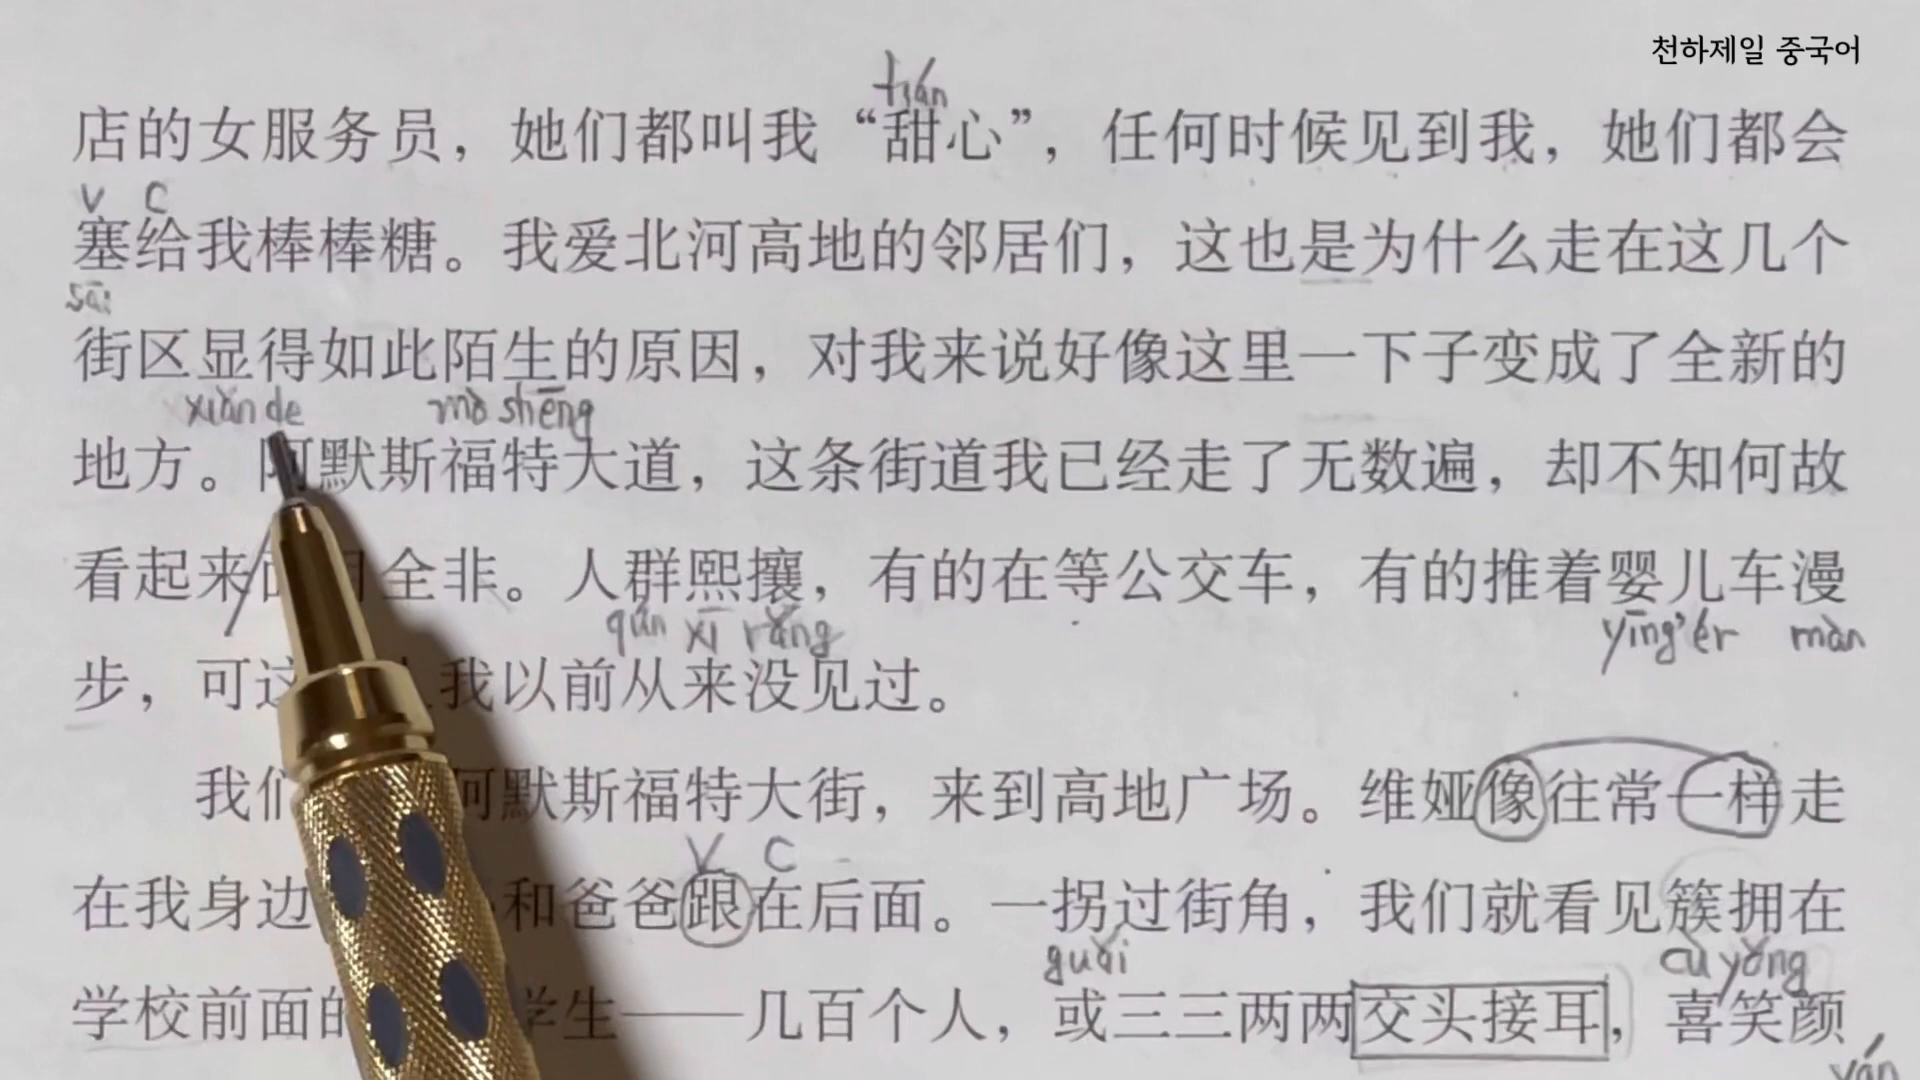 천하제일 중국어
tián
店的女服务员，她们都叫我“甜心”，任何时候见到我，她们都会
V C
塞给我棒棒糖。我爱北河高地的邻居们，这也是为什么走在这几个
sāi
街区显得如此陌生的原因，对我来说好像这里一下子变成了全新的
xiǎn de mò shēng
地方。阿默斯福特大道，这条街道我已经走了无数遍，却不知何故
看起来 全非。人群熙攘，有的在等公交车，有的推着婴儿车漫
qún xī rǎng yīng'ér màn
步，可这 我以前从来没见过。
我们 阿默斯福特大街，来到高地广场。维娅像往常一样走
V C
在我身边 和爸爸跟在后面。一拐过街角，我们就看见簇拥在
guǎi cù yōng
学校前面的 学生——几百个人，或三三两两交头接耳，喜笑颜
yán